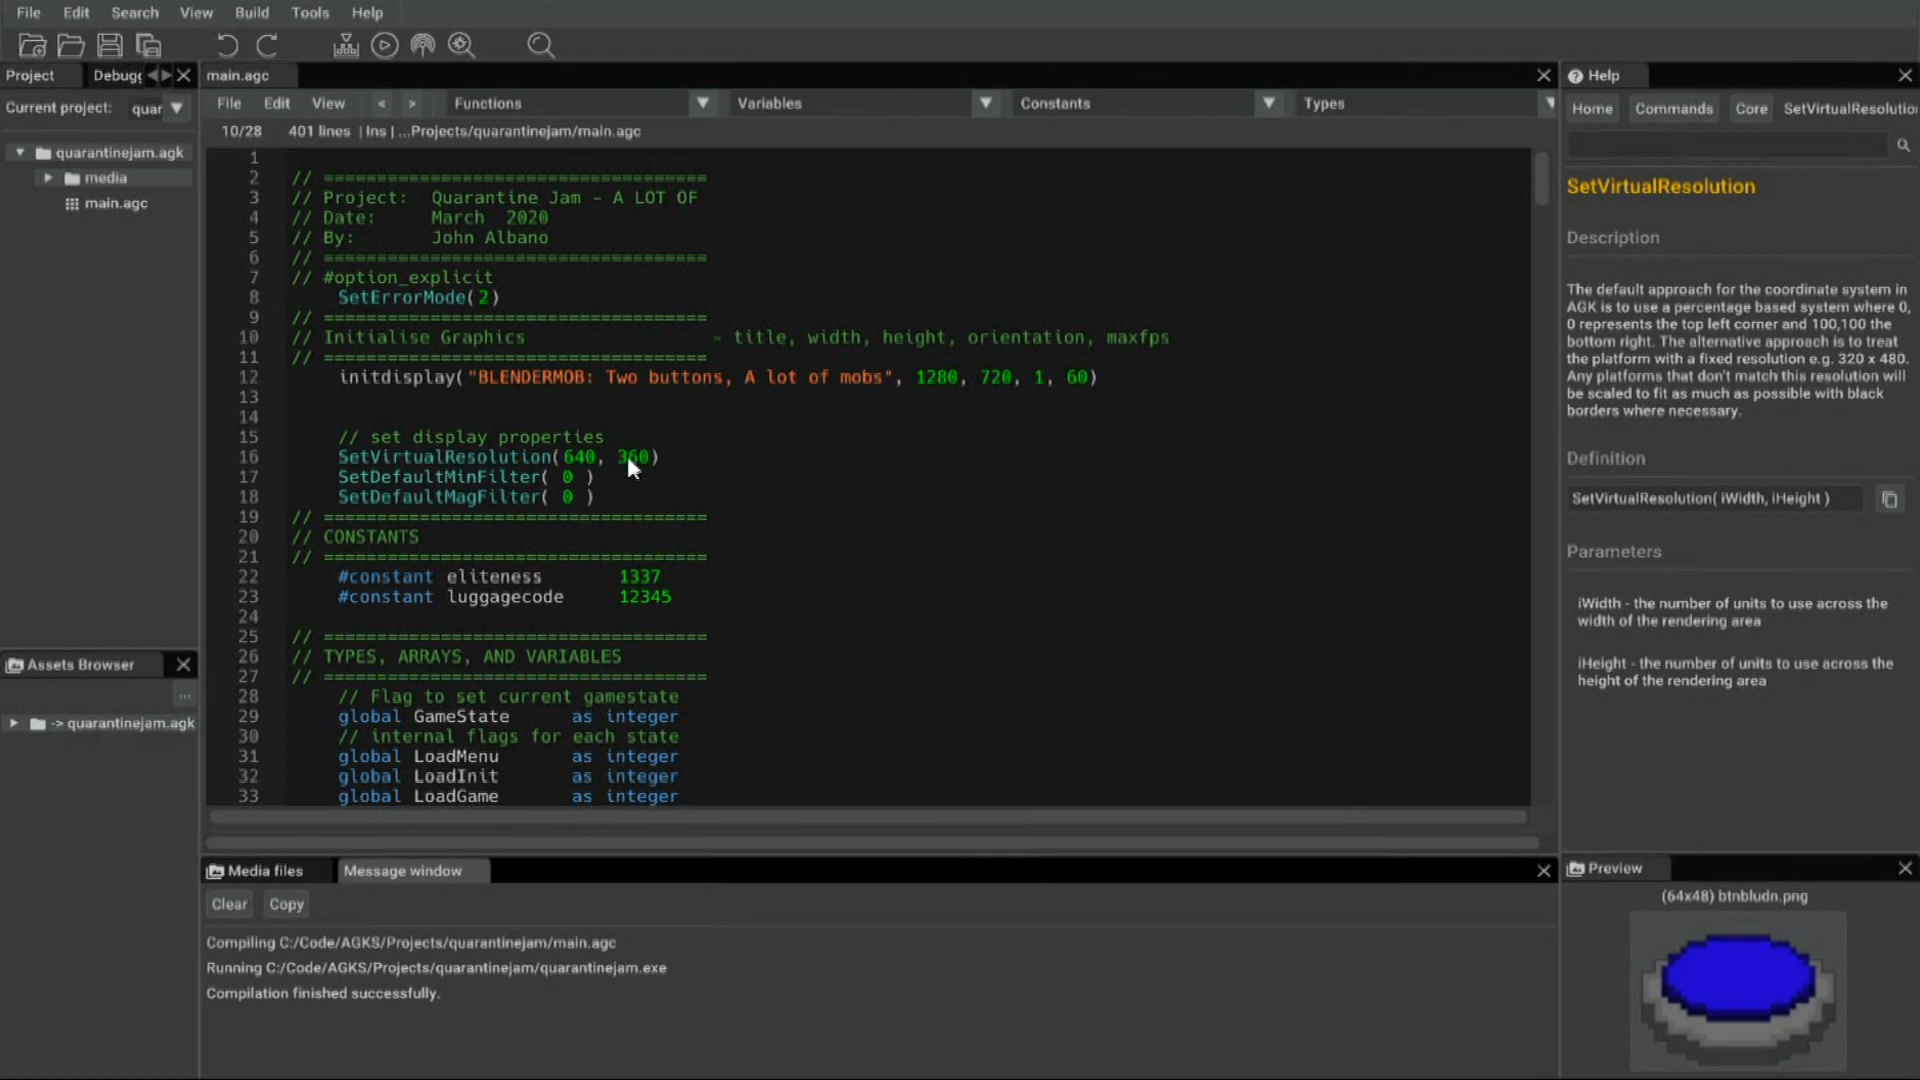 File Edit Search View Build Tools Help
Project Debugg
Current project: quar
quarantinejam.agk
media
main.agc
Assets Browser
...
-> quarantinejam.agk
main.agc
File Edit View < > Functions Variables Constants Types
10/28 401 lines | Ins | ...Projects/quarantinejam/main.agc
1
2 // ====================================
3 // Project: Quarantine Jam - A LOT OF
4 // Date: March 2020
5 // By: John Albano
6 // ====================================
7 // #option_explicit
8 SetErrorMode(2)
9 // ====================================
10 // Initialise Graphics - title, width, height, orientation, maxfps
11 // ====================================
12 initdisplay("BLENDERMOB: Two buttons, A lot of mobs", 1280, 720, 1, 60)
13
14
15 // set display properties
16 SetVirtualResolution(640, 360)
17 SetDefaultMinFilter( 0 )
18 SetDefaultMagFilter( 0 )
19 // ====================================
20 // CONSTANTS
21 // ====================================
22 #constant eliteness 1337
23 #constant luggagecode 12345
24
25 // ====================================
26 // TYPES, ARRAYS, AND VARIABLES
27 // ====================================
28 // Flag to set current gamestate
29 global GameState as integer
30 // internal flags for each state
31 global LoadMenu as integer
32 global LoadInit as integer
33 global LoadGame as integer
Media files Message window
Clear Copy
Compiling C:/Code/AGKS/Projects/quarantinejam/main.agc
Running C:/Code/AGKS/Projects/quarantinejam/quarantinejam.exe
Compilation finished successfully.
Help
Home Commands Core SetVirtualResolutio
SetVirtualResolution
Description
The default approach for the coordinate system in
AGK is to use a percentage based system where 0,
0 represents the top left corner and 100,100 the
bottom right. The alternative approach is to treat
the platform with a fixed resolution e.g. 320 x 480.
Any platforms that don't match this resolution will
be scaled to fit as much as possible with black
borders where necessary.
Definition
SetVirtualResolution( iWidth, iHeight )
Parameters
iWidth - the number of units to use across the
width of the rendering area
iHeight - the number of units to use across the
height of the rendering area
Preview
(64x48) btnbludn.png